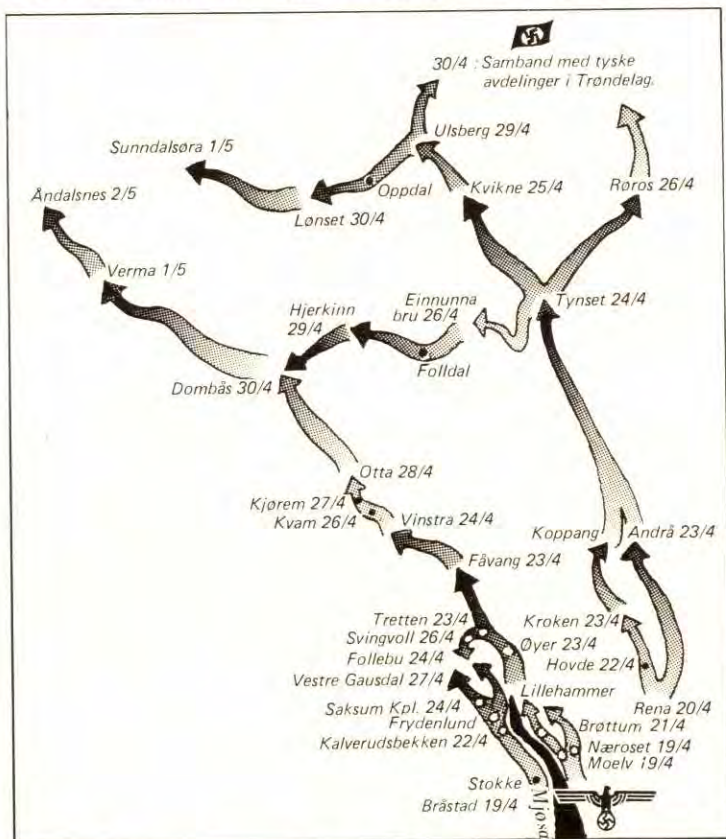 30/4 : Samband med tyske
avdelinger i Trøndelag.
Ulsberg 29/4
Sunndalsøra 1/5
Oppdal
Kvikne 25/4
Røros 26/4
Åndalsnes 2/5
Lønset 30/4
Verma 1/5
Einnunna
bru 26/4
Tynset 24/4
Hjerkinn
29/4
Folldal
Dombås 30/4
Otta 28/4
Kjørem 27/4
Kvam 26/4
Vinstra 24/4
Koppang
Andrå 23/4
Fåvang 23/4
Tretten 23/4
Kroken 23/4
Svingvoll 26/4
Øyer 23/4
Follebu 24/4
Hovde 22/4
Vestre Gausdal 27/4
Lillehammer
Saksum Kpl. 24/4
Rena 20/4
Frydenlund
Brøttum 21/4
Kalverudsbekken 22/4
Næroset 19/4
Moelv 19/4
Stokke
Bråstad 19/4
Mjøsa